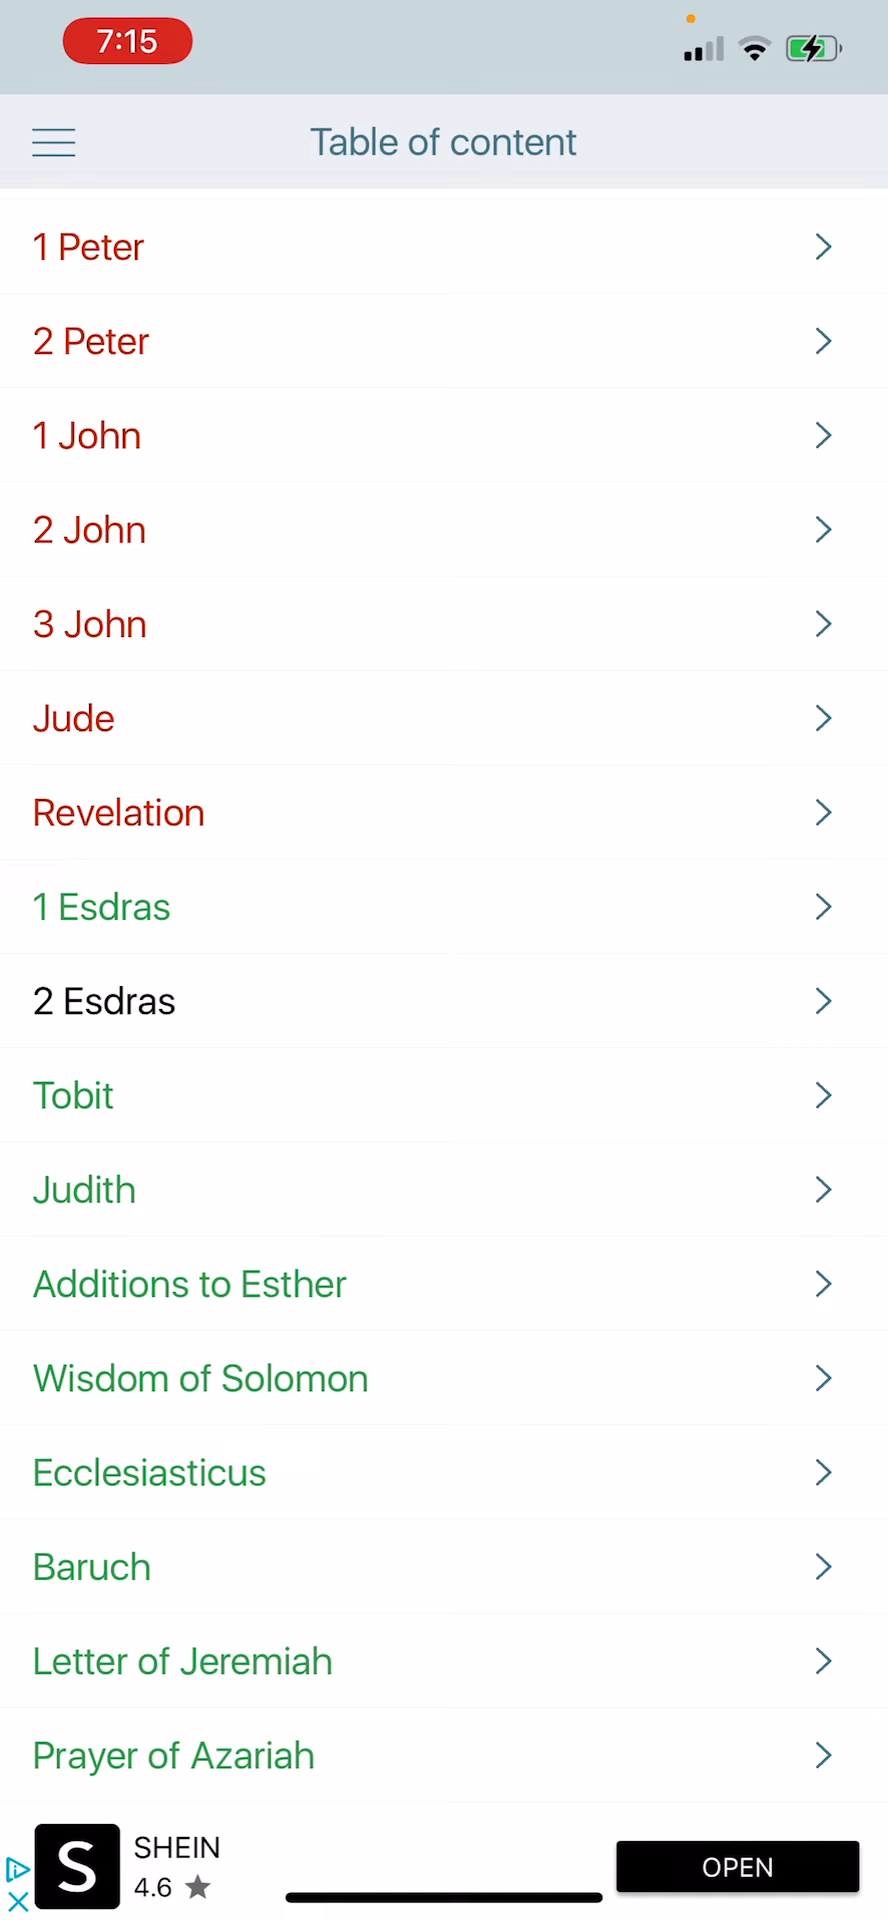 7:15
Table of content
1 Peter
2 Peter
1 John
2 John
3 John
Jude
Revelation
1 Esdras
2 Esdras
Tobit
Judith
Additions to Esther
Wisdom of Solomon
Ecclesiasticus
Baruch
Letter of Jeremiah
Prayer of Azariah
S
SHEIN
4.6 ★
OPEN